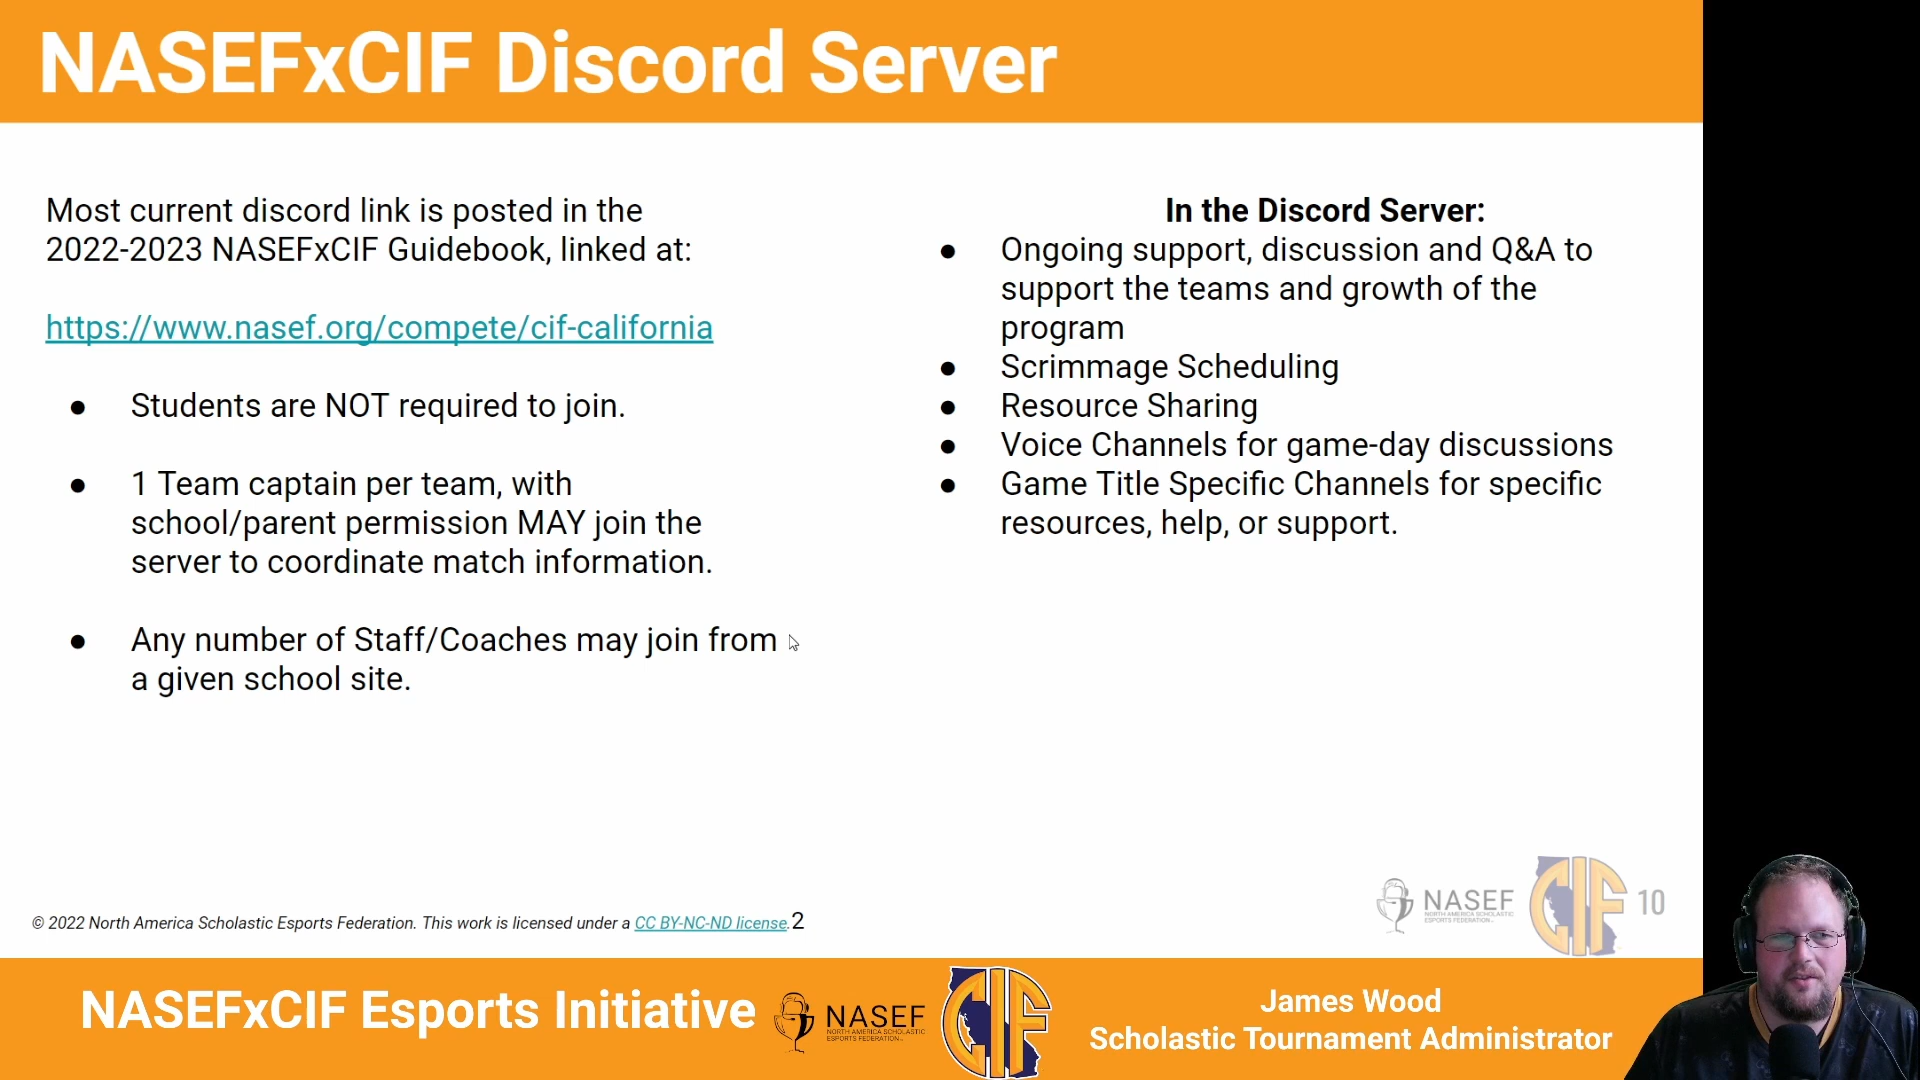 NASEFxCIF Discord Server
Most current discord link is posted in the
2022-2023 NASEFxCIF Guidebook, linked at:
https://www.nasef.org/compete/cif-california
● Students are NOT required to join.
● 1 Team captain per team, with
school/parent permission MAY join the
server to coordinate match information.
● Any number of Staff/Coaches may join from
a given school site.
In the Discord Server:
● Ongoing support, discussion and Q&A to
support the teams and growth of the
program
● Scrimmage Scheduling
● Resource Sharing
● Voice Channels for game-day discussions
● Game Title Specific Channels for specific
resources, help, or support.
© 2022 North America Scholastic Esports Federation. This work is licensed under a CC BY-NC-ND license. 2
NASEF
NORTH AMERICA SCHOLASTIC
ESPORTS FEDERATION
CIF
10
NASEFxCIF Esports Initiative
NASEF
NORTH AMERICA SCHOLASTIC
ESPORTS FEDERATION
CIF
James Wood
Scholastic Tournament Administrator